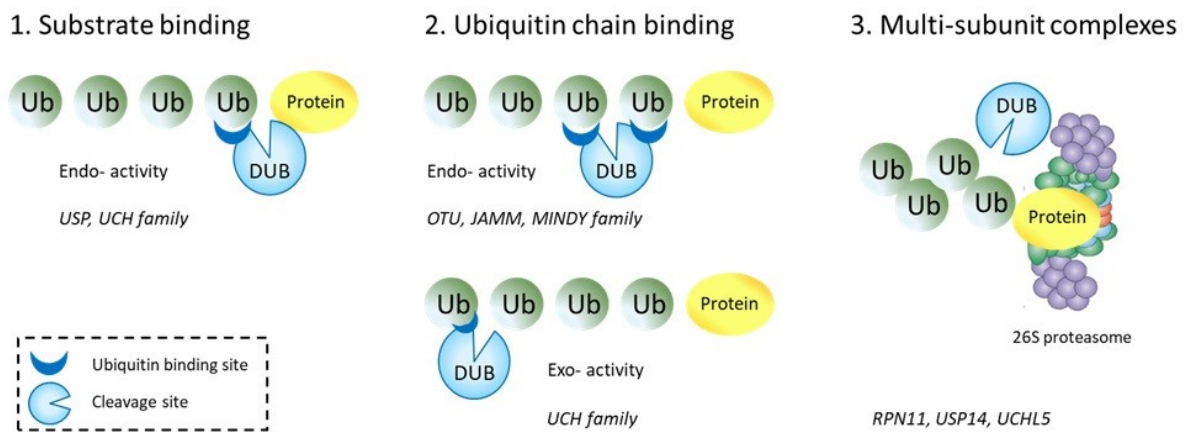 1. Substrate binding
Ub Ub Ub Ub Protein
DUB
Endo- activity
USP, UCH family
Ubiquitin binding site
Cleavage site
2. Ubiquitin chain binding
Ub Ub Ub Ub Protein
DUB
Endo- activity
OTU, JAMM, MINDY family
Ub Ub Ub Ub Protein
DUB
Exo- activity
UCH family
3. Multi-subunit complexes
DUB
Ub Ub Ub Ub Protein
26S proteasome
RPN11, USP14, UCHL5